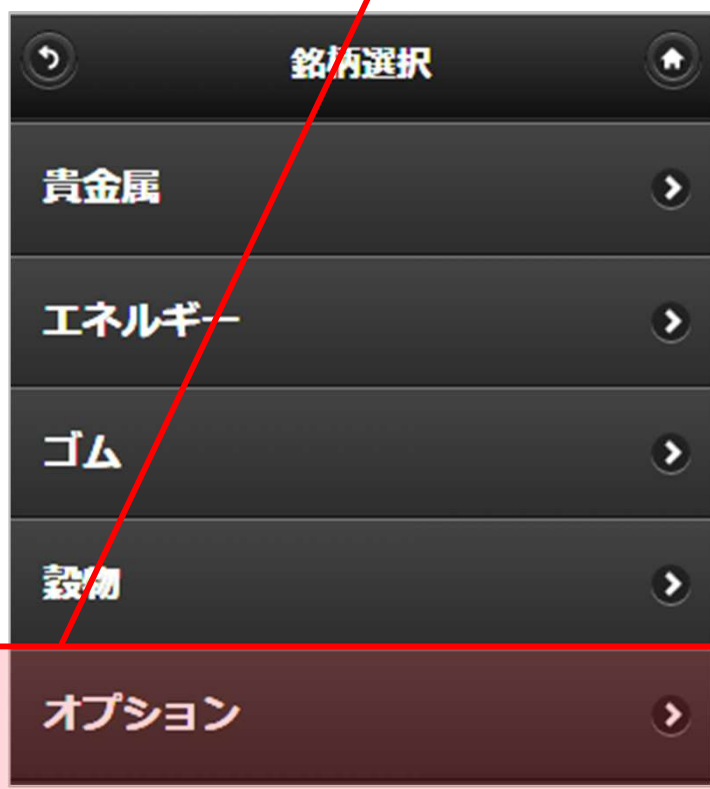 銘柄選択
貴金属
エネルギー
ゴム
穀物
オプション